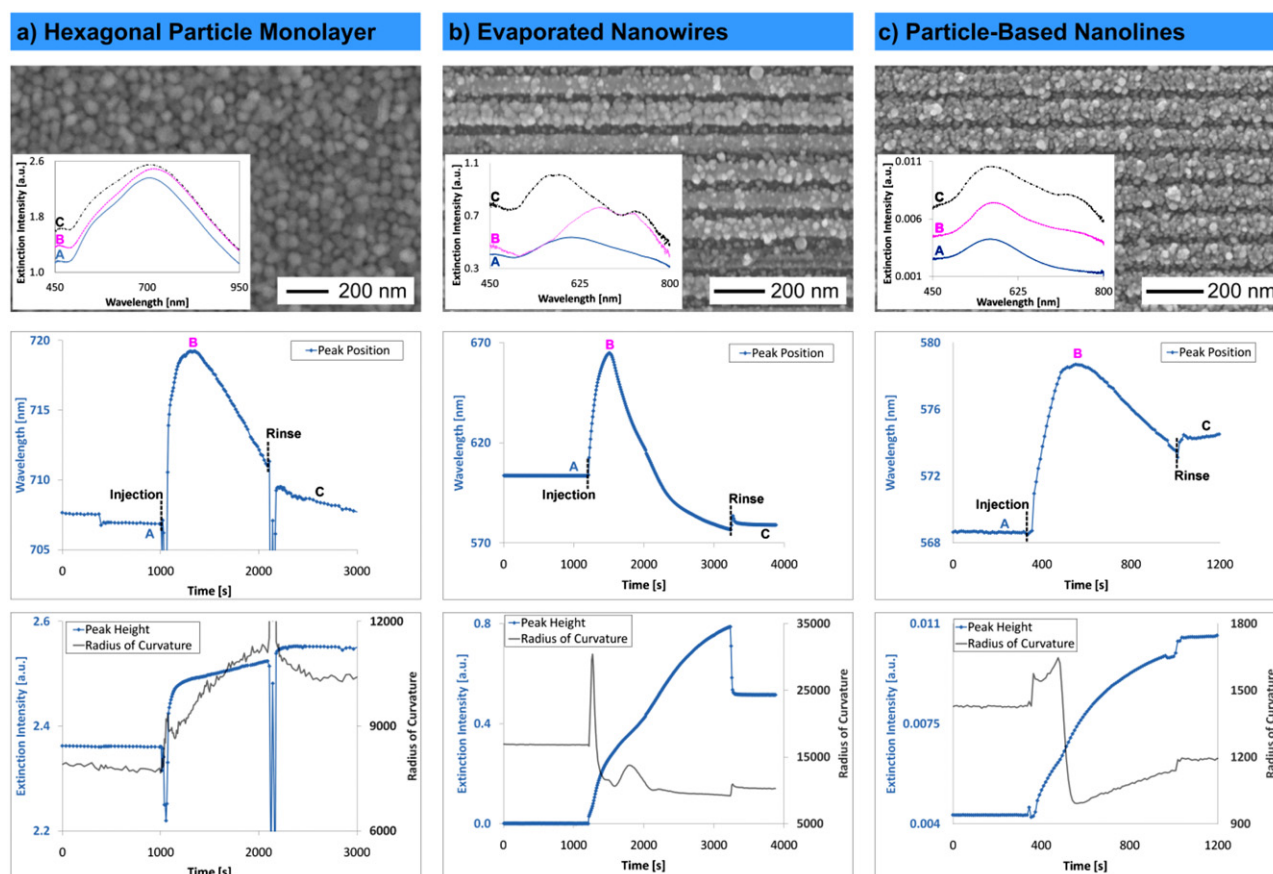 a) Hexagonal Particle Monolayer
b) Evaporated Nanowires
c) Particle-Based Nanolines
Extinction Intensity [a.u.]
2.6
1.8
1.0
C
B
A
450
700
950
Wavelength [nm]
200 nm
Extinction Intensity [a.u.]
1.1
0.7
0.3
C
B
A
450
625
800
Wavelength [nm]
200 nm
Extinction Intensity [a.u.]
0.011
0.006
0.001
C
B
A
450
625
800
Wavelength [nm]
200 nm
Wavelength [nm]
720
715
710
705
B
Peak Position
Rinse
Injection
A
C
0
1000
2000
3000
Time [s]
Wavelength [nm]
670
620
570
B
Peak Position
A
Injection
Rinse
C
0
1000
2000
3000
4000
Time [s]
Wavelength [nm]
580
576
572
568
B
Peak Position
C
Rinse
Injection
A
0
400
800
1200
Time [s]
Extinction Intensity [a.u.]
2.6
2.4
2.2
Peak Height
Radius of Curvature
12000
9000
6000
Radius of Curvature
0
1000
2000
3000
Time [s]
Extinction Intensity [a.u.]
0.8
0.4
0.0
Peak Height
Radius of Curvature
35000
25000
15000
5000
Radius of Curvature
0
1000
2000
3000
4000
Time [s]
Extinction Intensity [a.u.]
0.011
0.0075
0.004
Peak Height
Radius of Curvature
1800
1500
1200
900
Radius of Curvature
0
400
800
1200
Time [s]